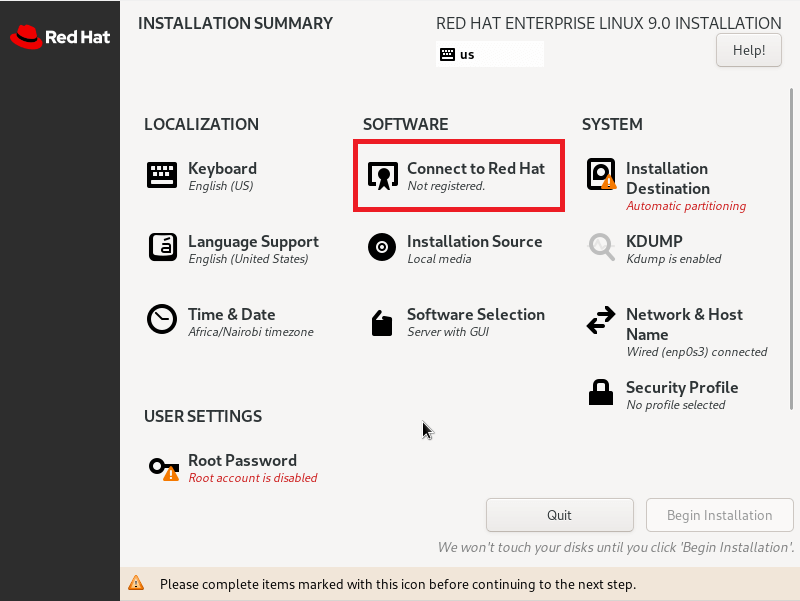 Red Hat
INSTALLATION SUMMARY
RED HAT ENTERPRISE LINUX 9.0 INSTALLATION
us
Help!
LOCALIZATION
Keyboard
English (US)
Language Support
English (United States)
Time & Date
Africa/Nairobi timezone
SOFTWARE
Connect to Red Hat
Not registered.
Installation Source
Local media
Software Selection
Server with GUI
SYSTEM
Installation
Destination
Automatic partitioning
KDUMP
Kdump is enabled
Network & Host
Name
Wired (enp0s3) connected
Security Profile
No profile selected
USER SETTINGS
Root Password
Root account is disabled
Quit
Begin Installation
We won't touch your disks until you click 'Begin Installation'.
Please complete items marked with this icon before continuing to the next step.